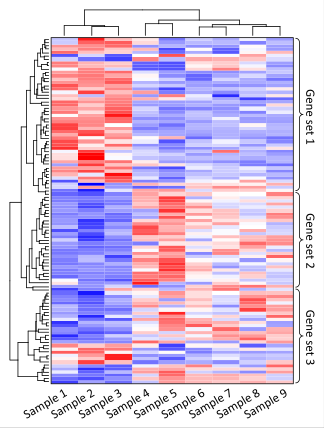 Gene set 1
Gene set 2
Gene set 3
Sample 1
Sample 2
Sample 3
Sample 4
Sample 5
Sample 6
Sample 7
Sample 8
Sample 9